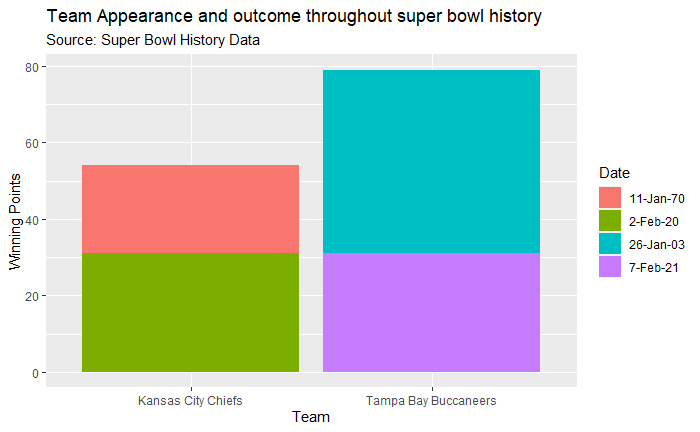 Team Appearance and outcome throughout super bowl history
Source: Super Bowl History Data
80
60
40
20
0
Winning Points
Kansas City Chiefs
Tampa Bay Buccaneers
Team
Date
11-Jan-70
2-Feb-20
26-Jan-03
7-Feb-21